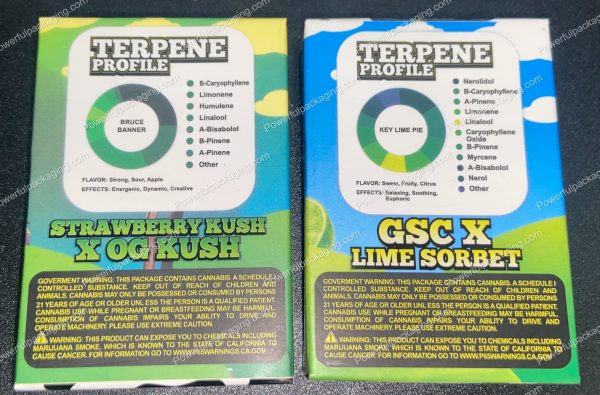 TERPENE
PROFILE
BRUCE
BANNER
B-Caryophyllene
Limonene
Humulene
Linalool
A-Bisabolol
B-Pinene
A-Pinene
Other
FLAVOR: Strong, Sour, Apple
EFFECTS: Energenic, Dynamic, Creative
STRAWBERRY KUSH
X OG KUSH
GOVERMENT WARNING: THIS PACKAGE CONTAINS CANNABIS, A SCHEDULE I
CONTROLLED SUBSTANCE. KEEP OUT OF REACH OF CHILDREN AND
ANIMALS. CANNABIS MAY ONLY BE POSSESSED OR CONSUMED BY PERSONS
21 YEARS OF AGE OR OLDER UNLESS THE PERSON IS A QUALIFIED PATIENT.
CANNABIS USE WHILE PREGNANT OR BREASTFEEDING MAY BE HARMFUL.
CONSUMPTION OF CANNABIS IMPAIRS YOUR ABILITY TO DRIVE AND
OPERATE MACHINERY. PLEASE USE EXTREME CAUTION.
WARNING: THIS PRODUCT CAN EXPOSE YOU TO CHEMICALS INCLUDING
MARIJUANA SMOKE, WHICH IS KNOWN TO THE STATE OF CALIFORNIA TO
CAUSE CANCER. FOR INFORMATION GO TO WWW.P65WARNINGS.CA.GOV
TERPENE
PROFILE
KEY LIME PIE
Nerolidol
B-Caryophyllene
A-Pinene
Limonene
Linalool
Caryophyllene
Oxide
B-Pinene
Myrcene
A-Bisabolol
Nerol
Other
FLAVOR: Sweet, Fruity, Citrus
EFFECTS: Relaxing, Soothing,
Euphoric
GSC X
LIME SORBET
GOVERMENT WARNING: THIS PACKAGE CONTAINS CANNABIS, A SCHEDULE I
CONTROLLED SUBSTANCE. KEEP OUT OF REACH OF CHILDREN AND
ANIMALS. CANNABIS MAY ONLY BE POSSESSED OR CONSUMED BY PERSONS
21 YEARS OF AGE OR OLDER UNLESS THE PERSON IS A QUALIFIED PATIENT.
CANNABIS USE WHILE PREGNANT OR BREASTFEEDING MAY BE HARMFUL.
CONSUMPTION OF CANNABIS IMPAIRS YOUR ABILITY TO DRIVE AND
OPERATE MACHINERY. PLEASE USE EXTREME CAUTION.
WARNING: THIS PRODUCT CAN EXPOSE YOU TO CHEMICALS INCLUDING
MARIJUANA SMOKE, WHICH IS KNOWN TO THE STATE OF CALIFORNIA TO
CAUSE CANCER. FOR INFORMATION GO TO WWW.P65WARNINGS.CA.GOV
Powerfulpackaging.com